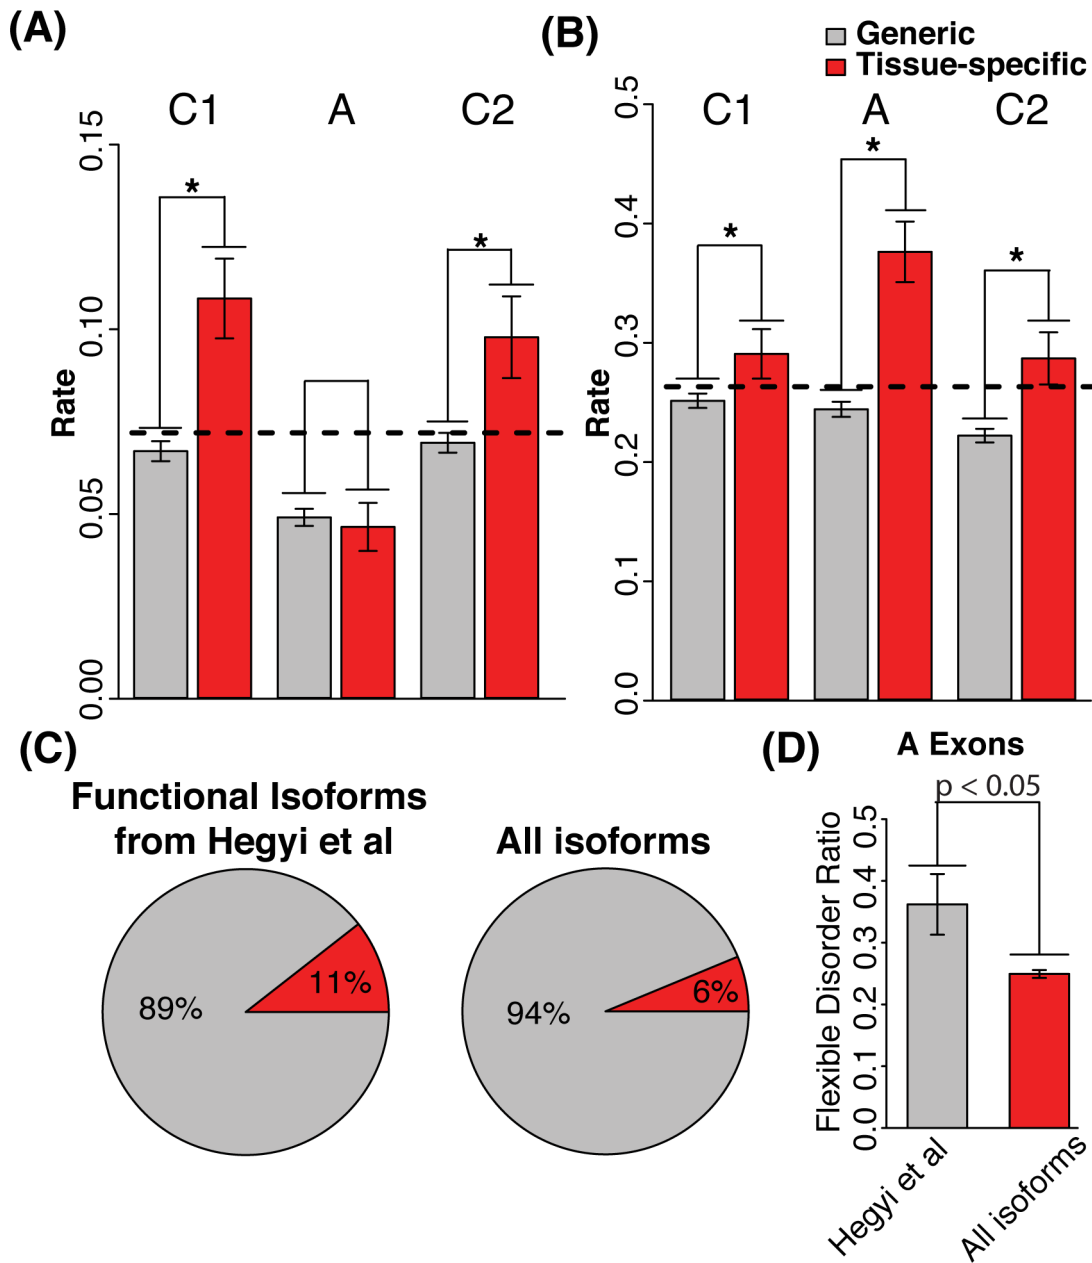 (A)
C1 A C2
*
*
Rate
0.15
0.10
0.05
0.00
(B)
Generic
Tissue-specific
C1 A C2
*
*
*
Rate
0.5
0.4
0.3
0.2
0.1
0.0
(C)
Functional Isoforms
from Hegyi et al
89%
11%
All isoforms
94%
6%
(D)
A Exons
p < 0.05
Flexible Disorder Ratio
0.5
0.4
0.3
0.2
0.1
0.0
Hegyi et al
All isoforms